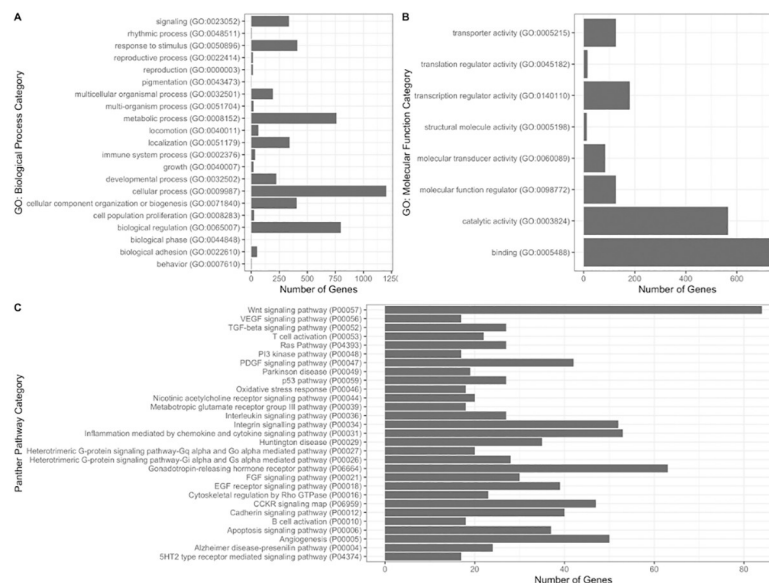 A
GO: Biological Process Category
signaling (GO:0023052)
rhythmic process (GO:0048511)
response to stimulus (GO:0050896)
reproductive process (GO:0022414)
reproduction (GO:0000003)
pigmentation (GO:0043473)
multicellular organismal process (GO:0032501)
multi-organism process (GO:0051704)
metabolic process (GO:0008152)
locomotion (GO:0040011)
localization (GO:0051179)
immune system process (GO:0002376)
growth (GO:0040007)
developmental process (GO:0032502)
cellular process (GO:0009987)
cellular component organization or biogenesis (GO:0071840)
cell population proliferation (GO:0008283)
biological regulation (GO:0065007)
biological phase (GO:0044848)
biological adhesion (GO:0022610)
behavior (GO:0007610)
0 250 500 750 1000 1250
Number of Genes
B
GO: Molecular Function Category
transporter activity (GO:0005215)
translation regulator activity (GO:0045182)
transcription regulator activity (GO:0140110)
structural molecule activity (GO:0005198)
molecular transducer activity (GO:0060089)
molecular function regulator (GO:0098772)
catalytic activity (GO:0003824)
binding (GO:0005488)
0 200 400 600
Number of Genes
C
Panther Pathway Category
Wnt signaling pathway (P00057)
VEGF signaling pathway (P00056)
TGF-beta signaling pathway (P00052)
T cell activation (P00053)
Ras Pathway (P04393)
PI3 kinase pathway (P00048)
PDGF signaling pathway (P00047)
Parkinson disease (P00049)
p53 pathway (P00059)
Oxidative stress response (P00046)
Nicotinic acetylcholine receptor signaling pathway (P00044)
Metabotropic glutamate receptor group III pathway (P00039)
Interleukin signaling pathway (P00036)
Integrin signalling pathway (P00034)
Inflammation mediated by chemokine and cytokine signaling pathway (P00031)
Huntington disease (P00029)
Heterotrimeric G-protein signaling pathway-Gq alpha and Go alpha mediated pathway (P00027)
Heterotrimeric G-protein signaling pathway-Gi alpha and Gs alpha mediated pathway (P00026)
Gonadotropin-releasing hormone receptor pathway (P06664)
FGF signaling pathway (P00021)
EGF receptor signaling pathway (P00018)
Cytoskeletal regulation by Rho GTPase (P00016)
CCKR signaling map (P06959)
Cadherin signaling pathway (P00012)
B cell activation (P00010)
Apoptosis signaling pathway (P00006)
Angiogenesis (P00005)
Alzheimer disease-presenilin pathway (P00004)
5HT2 type receptor mediated signaling pathway (P04374)
0 20 40 60 80
Number of Genes